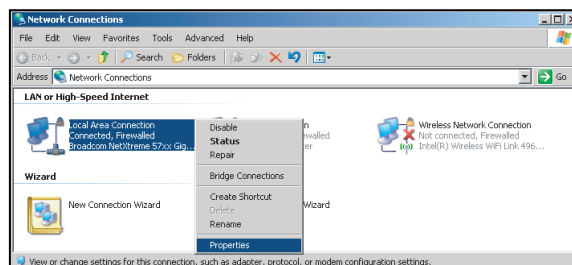 Network Connections
File Edit View Favorites Tools Advanced Help
Back Search Folders
Address Network Connections Go
LAN or High-Speed Internet
Local Area Connection
Connected, Firewalled
Broadcom NetXtreme 57xx Gig...
Disable
Status
Repair
Bridge Connections
Create Shortcut
Delete
Rename
Properties
Wireless Network Connection
Not connected, Firewalled
Intel(R) Wireless WiFi Link 496...
Wizard
New Connection Wizard
Wizard
View or change settings for this connection, such as adapter, protocol, or modem configuration settings.